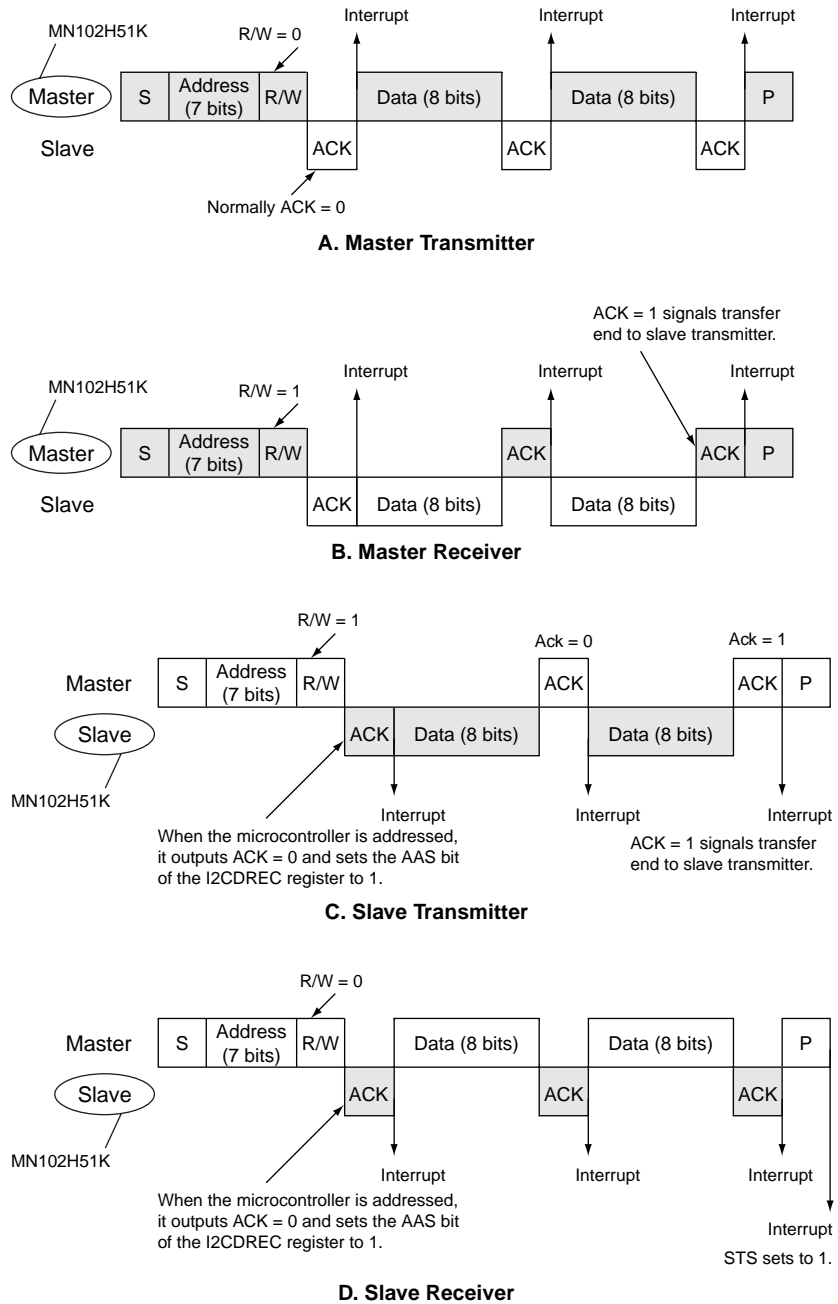 MN102H51K
R/W = 0
Interrupt
Interrupt
Interrupt
Master
S
Address
(7 bits)
R/W
Data (8 bits)
Data (8 bits)
P
Slave
ACK
ACK
ACK
Normally ACK = 0
A. Master Transmitter
ACK = 1 signals transfer
end to slave transmitter.
MN102H51K
R/W = 1
Interrupt
Interrupt
Interrupt
Master
S
Address
(7 bits)
R/W
ACK
ACK
P
Slave
ACK
Data (8 bits)
Data (8 bits)
B. Master Receiver
R/W = 1
Ack = 0
Ack = 1
Master
S
Address
(7 bits)
R/W
ACK
ACK
P
Slave
ACK
Data (8 bits)
Data (8 bits)
MN102H51K
Interrupt
Interrupt
Interrupt
When the microcontroller is addressed,
it outputs ACK = 0 and sets the AAS bit
of the I2CDREC register to 1.
ACK = 1 signals transfer
end to slave transmitter.
C. Slave Transmitter
R/W = 0
Master
S
Address
(7 bits)
R/W
Data (8 bits)
Data (8 bits)
P
Slave
ACK
ACK
ACK
MN102H51K
Interrupt
Interrupt
Interrupt
When the microcontroller is addressed,
it outputs ACK = 0 and sets the AAS bit
of the I2CDREC register to 1.
Interrupt
STS sets to 1.
D. Slave Receiver